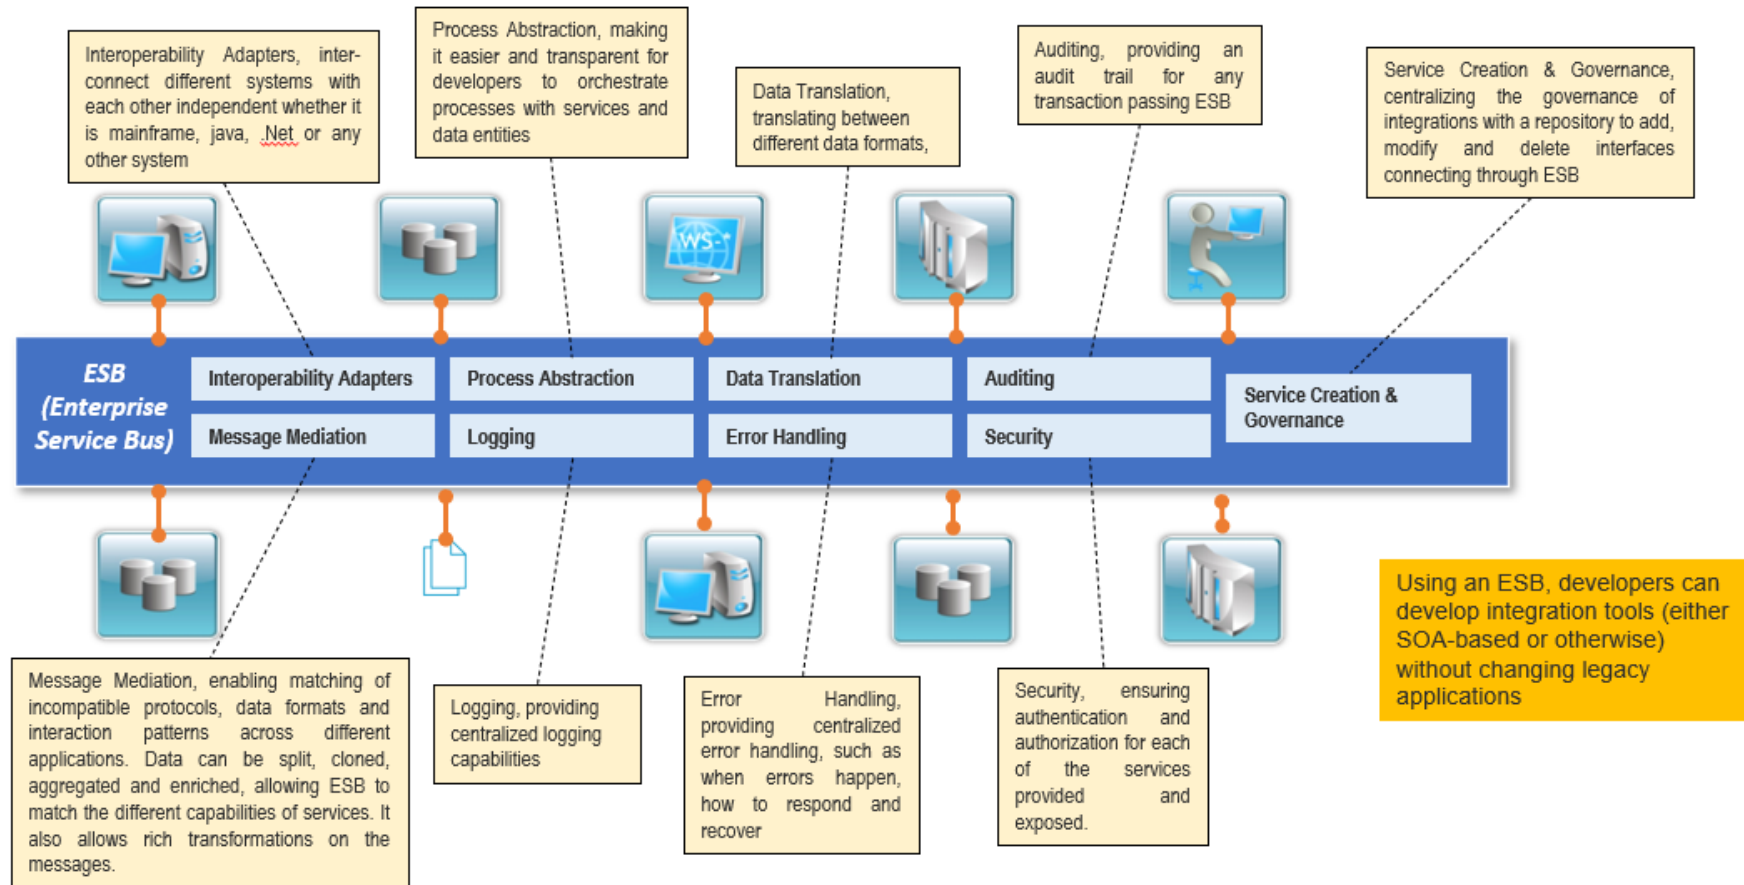 Interoperability Adapters, inter-
connect different systems with
each other independent whether it
is mainframe, java, .Net or any
other system
Process Abstraction, making
it easier and transparent for
developers to orchestrate
processes with services and
data entities
Data Translation,
translating between
different data formats,
Auditing, providing an
audit trail for any
transaction passing ESB
Service Creation & Governance,
centralizing the governance of
integrations with a repository to add,
modify and delete interfaces
connecting through ESB
WS-*
ESB
(Enterprise
Service Bus)
Interoperability Adapters
Process Abstraction
Data Translation
Auditing
Service Creation &
Governance
Message Mediation
Logging
Error Handling
Security
Message Mediation, enabling matching of
incompatible protocols, data formats and
interaction patterns across different
applications. Data can be split, cloned,
aggregated and enriched, allowing ESB to
match the different capabilities of services. It
also allows rich transformations on the
messages.
Logging, providing
centralized logging
capabilities
Error Handling,
providing centralized
error handling, such as
when errors happen,
how to respond and
recover
Security, ensuring
authentication and
authorization for each
of the services
provided and
exposed.
Using an ESB, developers can
develop integration tools (either
SOA-based or otherwise)
without changing legacy
applications